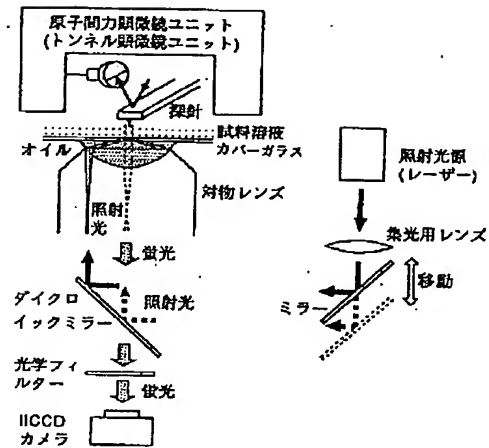 原子間力顕微鏡ユニット
(トンネル顕微鏡ユニット)
探針
試料溶液
オイル
カバーガラス
照射
光
対物レンズ
蛍光
ダイクロ
イックミラー
照射光
光学フィ
ルター
蛍光
IICCD
カメラ
照射光源
(レーザー)
集光用レンズ
移動
ミラー